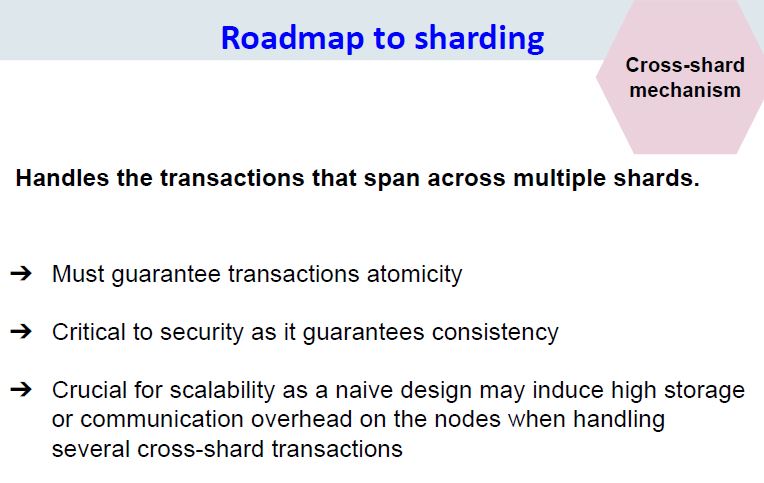 Roadmap to sharding
Cross-shard
mechanism
Handles the transactions that span across multiple shards.
➔ Must guarantee transactions atomicity
➔ Critical to security as it guarantees consistency
➔ Crucial for scalability as a naive design may induce high storage
or communication overhead on the nodes when handling
several cross-shard transactions